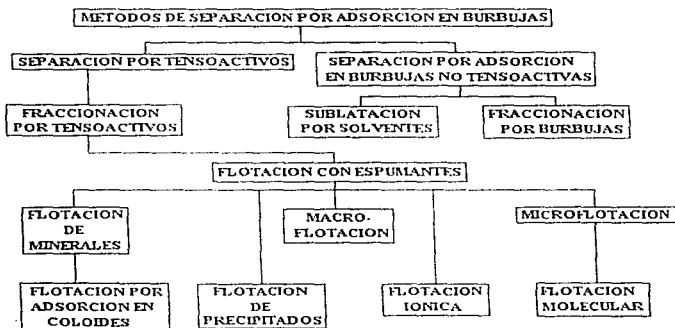 METODOS DE SEPARACION POR ADSORCION EN BURBUJAS
SEPARACION POR TENSOACTIVOS
SEPARACION POR ADSORCION
EN BURBUJAS NO TENSOACTIVAS
FRACCIONACION
POR TENSOACTIVOS
SUBLATACION
POR SOLVENTES
FRACCIONACION
POR BURBUJAS
FLOTACION CON ESPUMANTES
FLOTACION
DE
MINERALES
MACRO-
FLOTACION
MICROFLOTACION
FLOTACION POR
ADSORCION EN
COLOIDES
FLOTACION
DE
PRECIPITADOS
FLOTACION
IONICA
FLOTACION
MOLECULAR